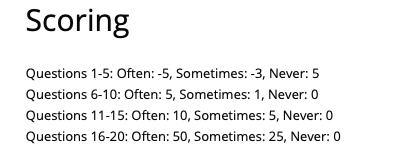 Scoring
Questions 1-5: Often: -5, Sometimes: -3, Never: 5
Questions 6-10: Often: 5, Sometimes: 1, Never: 0
Questions 11-15: Often: 10, Sometimes: 5, Never: 0
Questions 16-20: Often: 50, Sometimes: 25, Never: 0